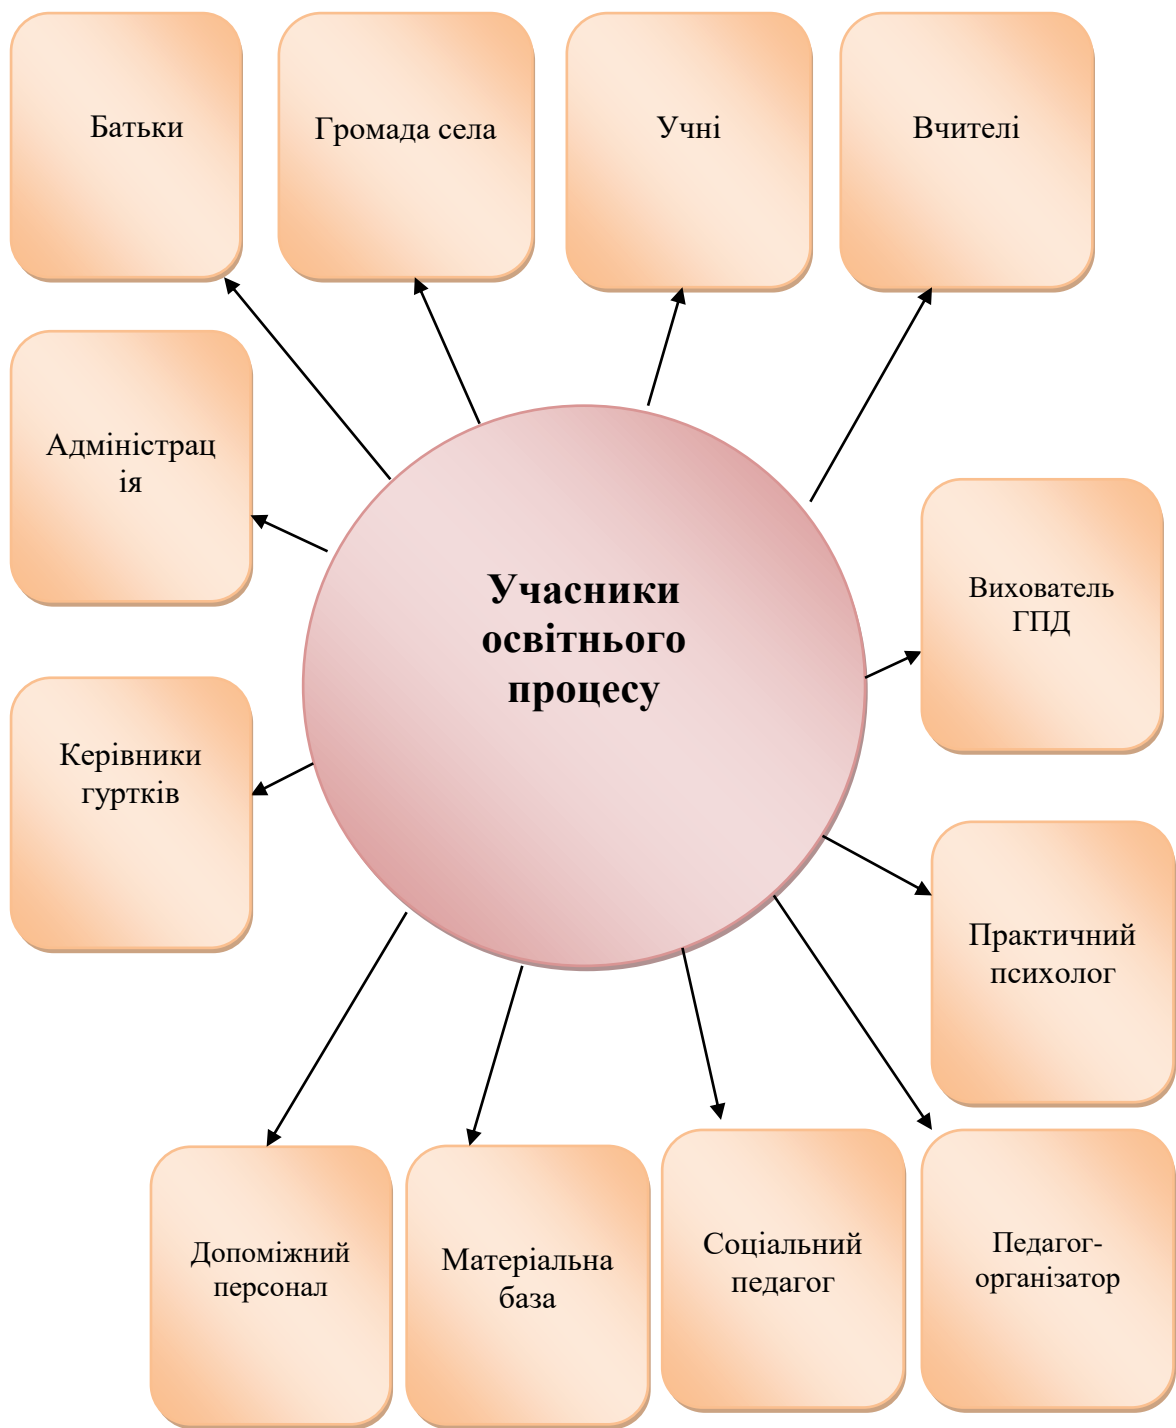 Батьки
Громада села
Учні
Вчителі
Адміністрац
ія
Учасники
освітнього
процесу
Вихователь
ГПД
Керівники
гуртків
Практичний
психолог
Допоміжний
персонал
Матеріальна
база
Соціальний
педагог
Педагог-
організатор